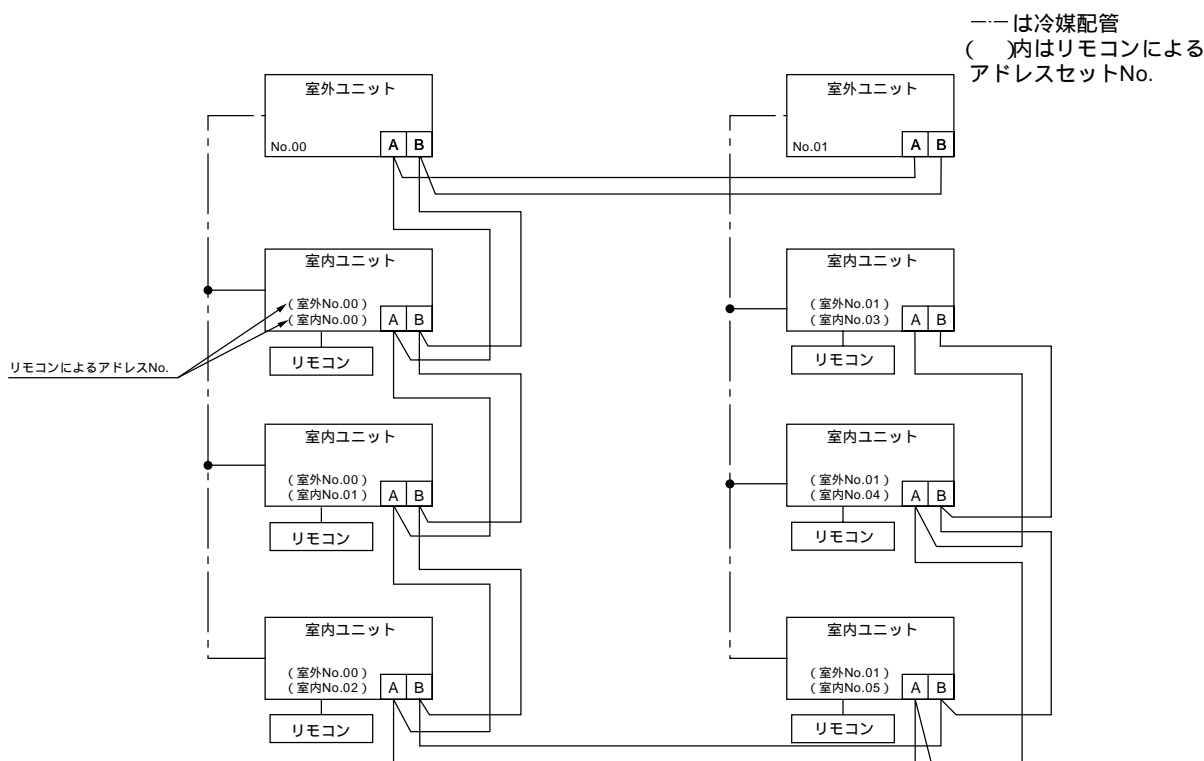 は冷媒配管
(　)内はリモコンによる
アドレスセットNo.
室外ユニット
No.00
A B
室外ユニット
No.01
A B
室内ユニット
(室外No.00)
(室内No.00)
A B
リモコン
リモコンによるアドレスNo.
室内ユニット
(室外No.01)
(室内No.03)
A B
リモコン
室内ユニット
(室外No.00)
(室内No.01)
A B
リモコン
室内ユニット
(室外No.01)
(室内No.04)
A B
リモコン
室内ユニット
(室外No.00)
(室内No.02)
A B
リモコン
室内ユニット
(室外No.01)
(室内No.05)
A B
リモコン